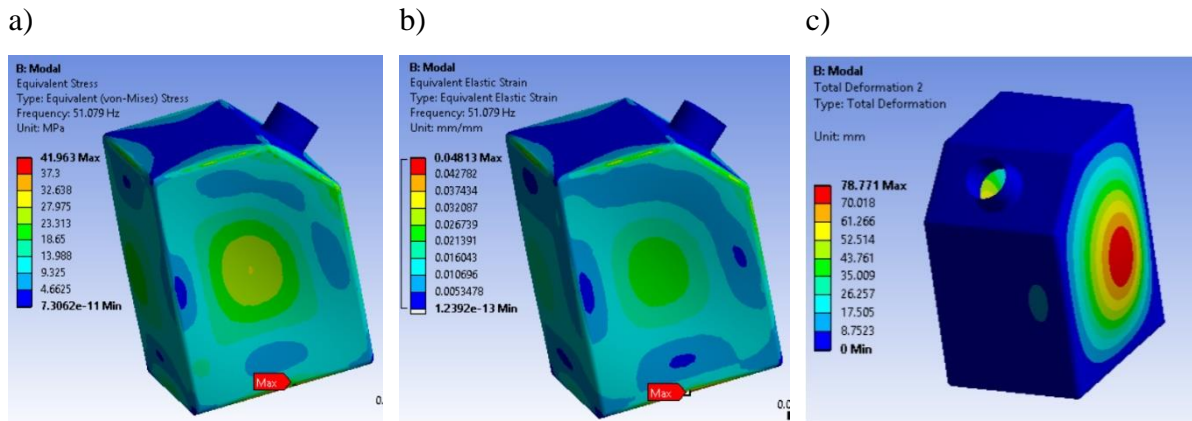 a)
b)
c)
B: Modal
Equivalent Stress
Type: Equivalent (von-Mises) Stress
Frequency: 51.079 Hz
Unit: MPa
41.963 Max
37.3
32.638
27.975
23.313
18.65
13.988
9.325
4.6625
7.3062e-11 Min
Max
0.
B: Modal
Equivalent Elastic Strain
Type: Equivalent Elastic Strain
Frequency: 51.079 Hz
Unit: mm/mm
0.04813 Max
0.042782
0.037434
0.032087
0.026739
0.021391
0.016043
0.010696
0.0053478
1.2392e-13 Min
Max
B: Modal
Total Deformation 2
Type: Total Deformation
Unit: mm
78.771 Max
70.018
61.266
52.514
43.761
35.009
26.257
17.505
8.7523
0 Min